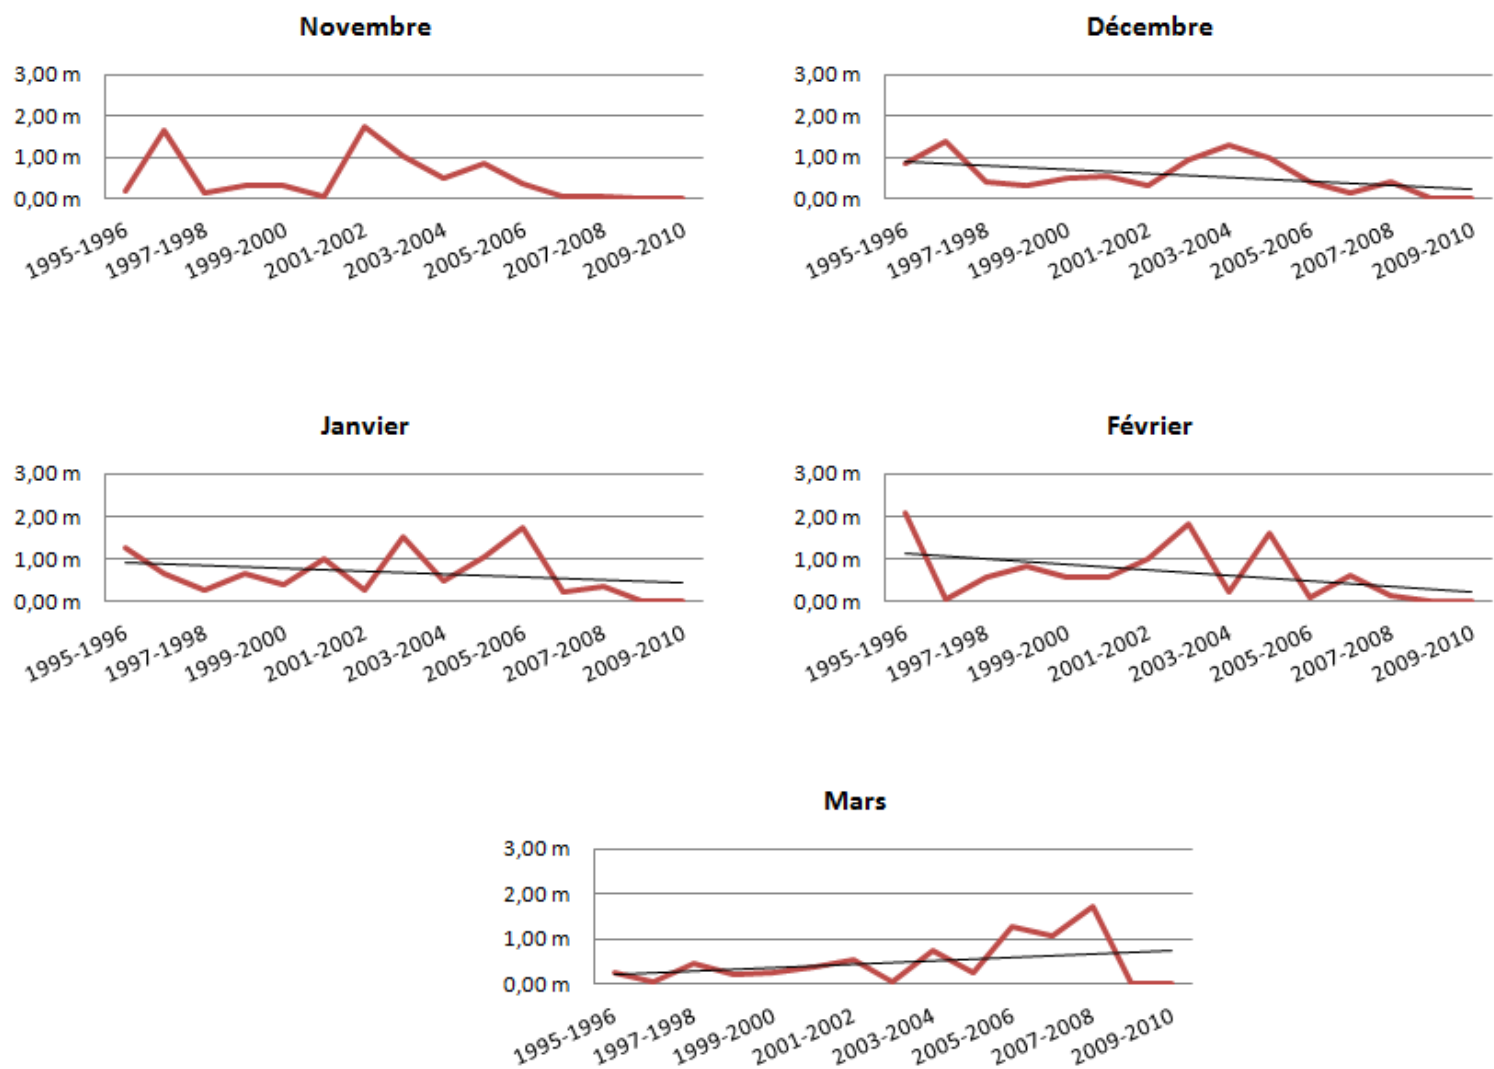 Novembre
3,00 m
2,00 m
1,00 m
0,00 m
1995-1996
1997-1998
1999-2000
2001-2002
2003-2004
2005-2006
2007-2008
2009-2010
Décembre
3,00 m
2,00 m
1,00 m
0,00 m
1995-1996
1997-1998
1999-2000
2001-2002
2003-2004
2005-2006
2007-2008
2009-2010
Janvier
3,00 m
2,00 m
1,00 m
0,00 m
1995-1996
1997-1998
1999-2000
2001-2002
2003-2004
2005-2006
2007-2008
2009-2010
Février
3,00 m
2,00 m
1,00 m
0,00 m
1995-1996
1997-1998
1999-2000
2001-2002
2003-2004
2005-2006
2007-2008
2009-2010
Mars
3,00 m
2,00 m
1,00 m
0,00 m
1995-1996
1997-1998
1999-2000
2001-2002
2003-2004
2005-2006
2007-2008
2009-2010